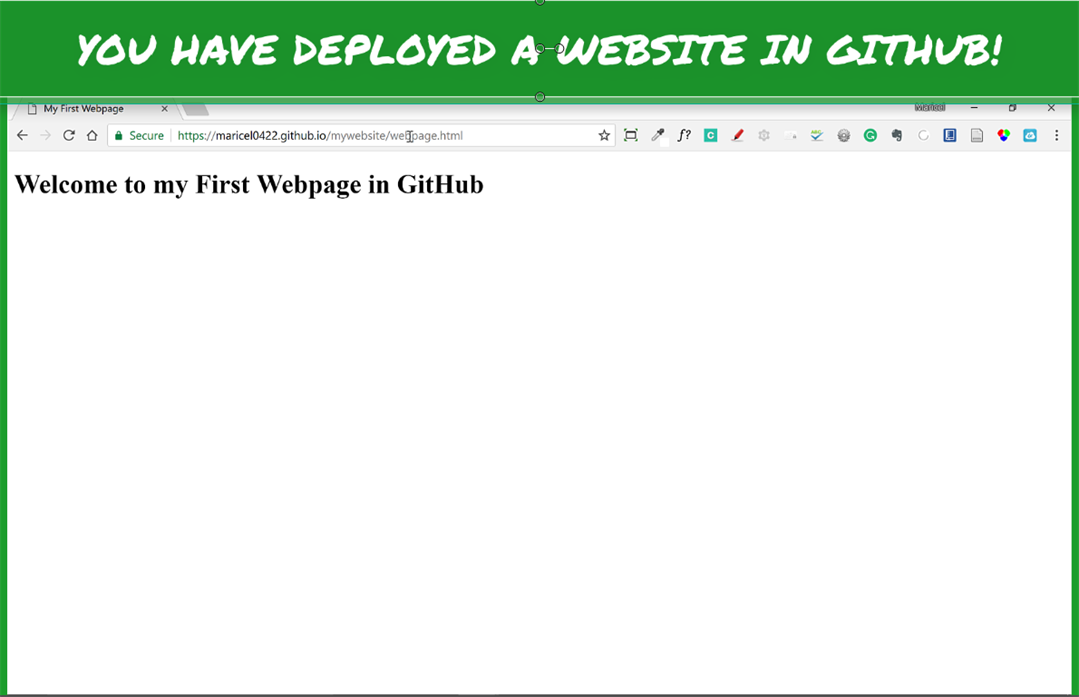 YOU HAVE DEPLOYED A WEBSITE IN GITHUB!
My First Webpage
Maricel
Secure
https://maricel0422.github.io/mywebsite/webpage.html
f?
C
G
Welcome to my First Webpage in GitHub